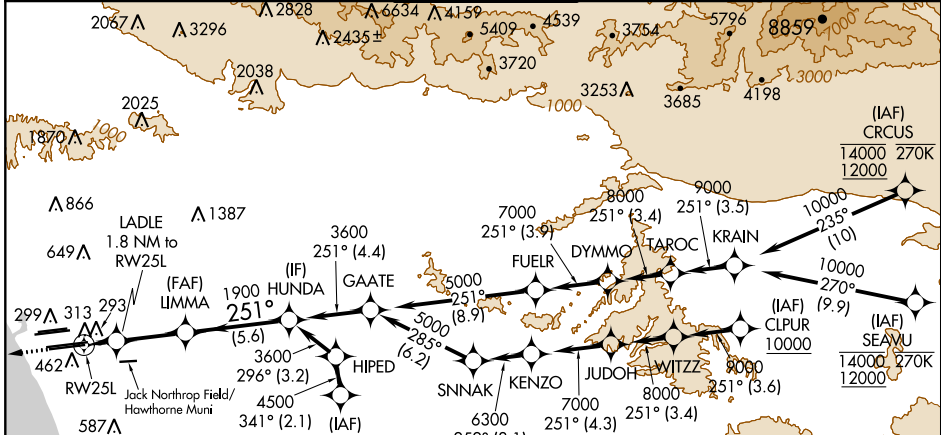 2828
6634
4159
2067
3296
2435±
5409
4539
3754
5796
8859
7000
3720
2038
3253
3685
4198
3000
1000
2025
1870
000
(IAF)
CRCUS
14000 270K
12000
866
1387
649
LADLE
1.8 NM to
RW25L
3600
251° (4.4)
7000
251° (3.9)
8000
251° (3.4)
9000
251° (3.5)
10000
235°
(10)
(FAF)
LIMMA
(IF)
HUNDA
GAATE
FUELR
DYMMO
TAROC
KRAIN
10000
270°
(9.9)
1900
251°
(5.6)
5000
251°
(8.9)
299
313
293
462
RW25L
5000
285°
(6.2)
(IAF)
CLPUR
10000
(IAF)
SEAVU
14000 270K
12000
3600
296° (3.2)
HIPED
SNNAK
KENZO
JUDOH
WITZZ
9000
251° (3.6)
Jack Northrop Field/
Hawthorne Muni
4500
341° (2.1)
(IAF)
6300
7000
251° (4.3)
8000
251° (3.4)
587